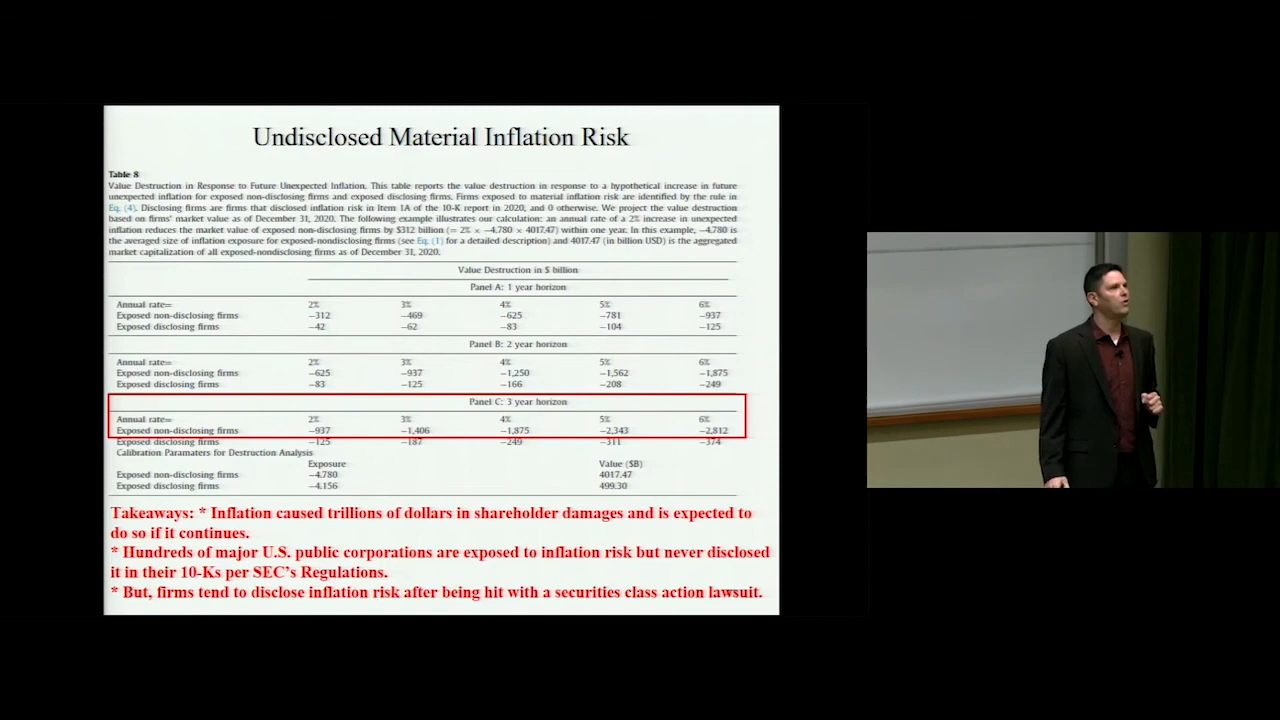 Undisclosed Material Inflation Risk
Table 8
Value Destruction in Response to Future Unexpected Inflation. This table reports the value destruction in response to a hypothetical increase in future
unexpected inflation for exposed non-disclosing firms and exposed disclosing firms. Firms exposed to material inflation risk are identified by the rule in
Eq. (4). Disclosing firms are firms that disclosed inflation risk in Item 1A of the 10-K report in 2020, and 0 otherwise. We project the value destruction
based on firms' market value as of December 31, 2020. The following example illustrates our calculation: an annual rate of a 2% increase in unexpected
inflation reduces the market value of exposed non-disclosing firms by $312 billion (= 2% × −4.780 × 4017.47) within one year. In this example, −4.780 is
the averaged size of inflation exposure for exposed-nondisclosing firms (see Eq. (1) for a detailed description) and 4017.47 (in billion USD) is the aggregated
market capitalization of all exposed-nondisclosing firms as of December 31, 2020.
Value Destruction in $ billion
Panel A: 1 year horizon
Annual rate= 2% 3% 4% 5% 6%
Exposed non-disclosing firms −312 −469 −625 −781 −937
Exposed disclosing firms −42 −62 −83 −104 −125
Panel B: 2 year horizon
Annual rate= 2% 3% 4% 5% 6%
Exposed non-disclosing firms −625 −937 −1,250 −1,562 −1,875
Exposed disclosing firms −83 −125 −166 −208 −249
Panel C: 3 year horizon
Annual rate= 2% 3% 4% 5% 6%
Exposed non-disclosing firms −937 −1,406 −1,875 −2,343 −2,812
Exposed disclosing firms −125 −187 −249 −311 −374
Calibration Paramaters for Destruction Analysis
Exposure Value ($B)
Exposed non-disclosing firms −4.780 4017.47
Exposed disclosing firms −4.156 499.30
Takeaways: * Inflation caused trillions of dollars in shareholder damages and is expected to
do so if it continues.
* Hundreds of major U.S. public corporations are exposed to inflation risk but never disclosed
it in their 10-Ks per SEC's Regulations.
* But, firms tend to disclose inflation risk after being hit with a securities class action lawsuit.